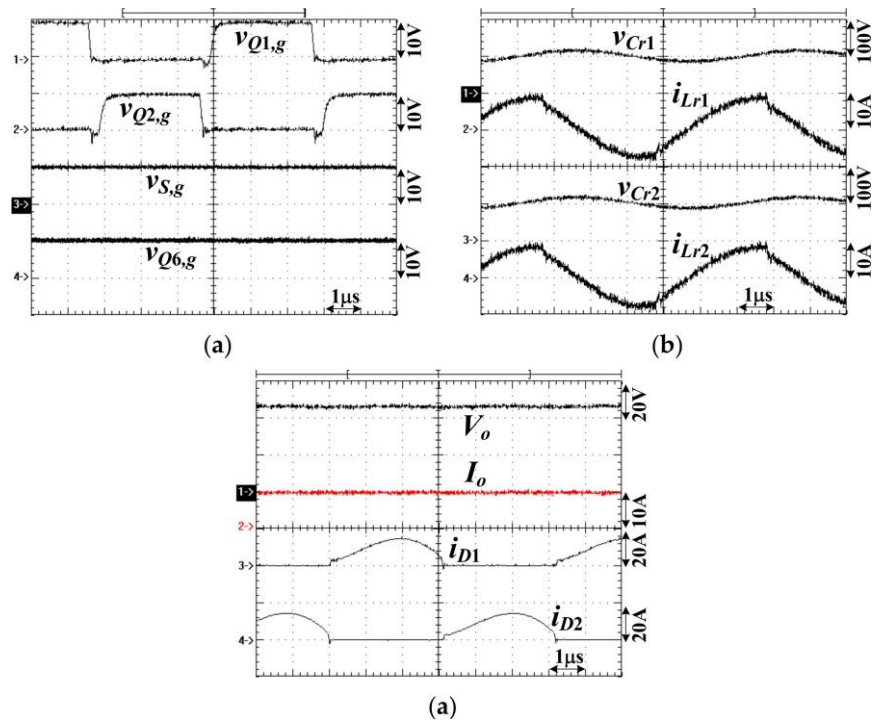 v_{Q1,g}
10V
1->
v_{Q2,g}
10V
2->
v_{S,g}
10V
3->
v_{Q6,g}
10V
4->
1μs
(a)
v_{Cr1}
100V
1->
i_{Lr1}
10A
2->
v_{Cr2}
100V
3->
i_{Lr2}
10A
4->
1μs
(b)
20V
V_o
I_o
1->
10A
2->
i_{D1}
20A
3->
i_{D2}
20A
4->
1μs
(a)